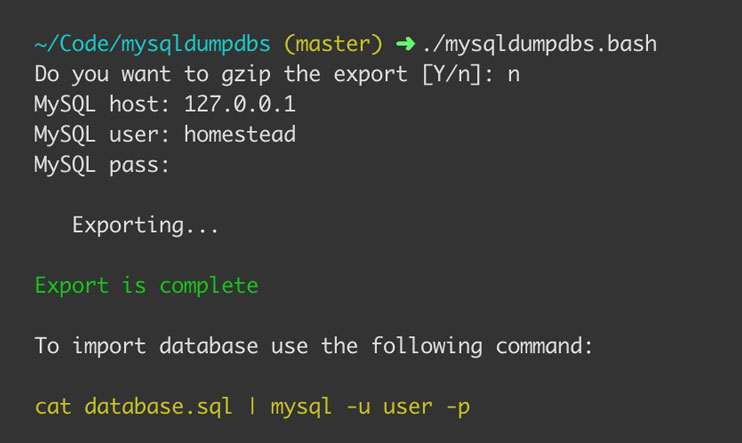 ~/Code/mysqldumpdbs (master) ➜ ./mysqldumpdbs.bash
Do you want to gzip the export [Y/n]: n
MySQL host: 127.0.0.1
MySQL user: homestead
MySQL pass:
Exporting...
Export is complete
To import database use the following command:
cat database.sql | mysql -u user -p